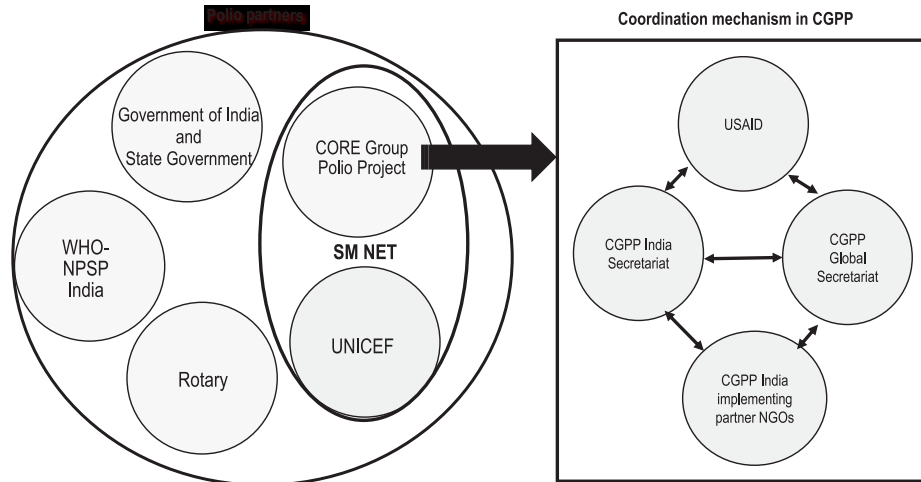 Polio partners
Government of India
and
State Government
CORE Group
Polio Project
WHO-
NPSP
India
SM NET
UNICEF
Rotary
Coordination mechanism in CGPP
USAID
CGPP India
Secretariat
CGPP
Global
Secretariat
CGPP India
implementing
partner NGOs